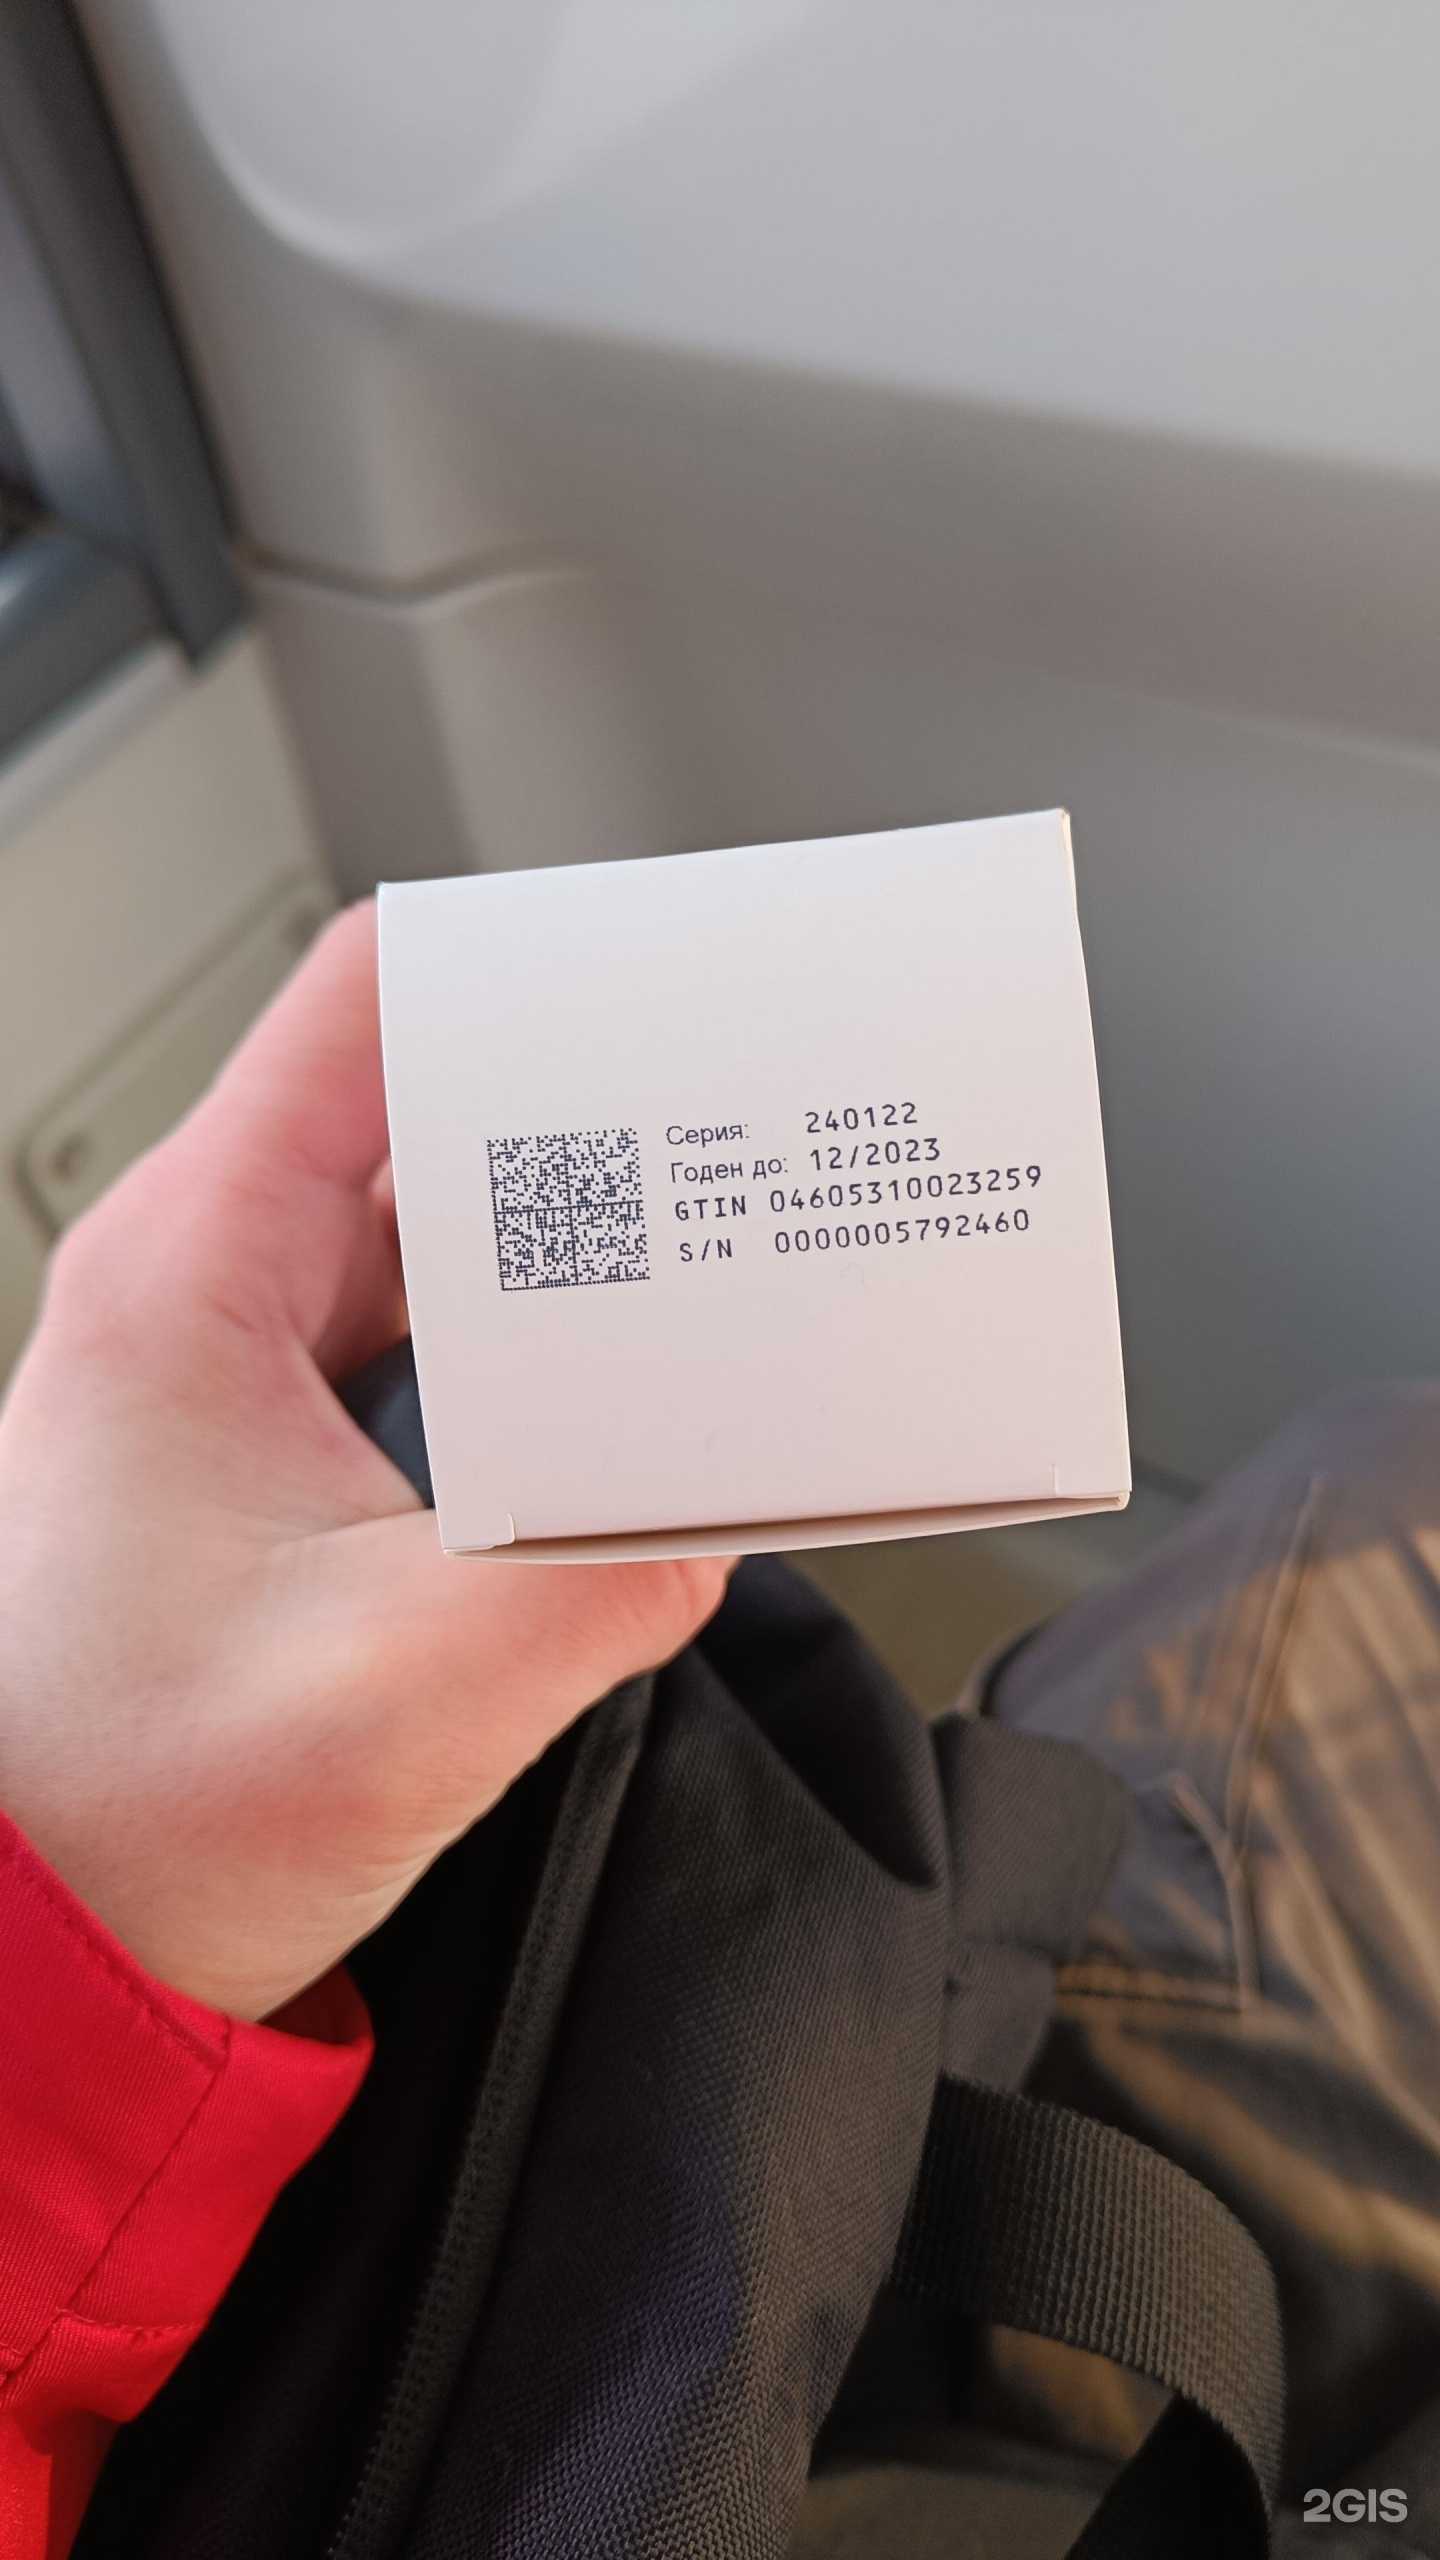 Серия: 240122
Годен до: 12/2023
GTIN 04605310023259
S/N 0000005792460
2GIS